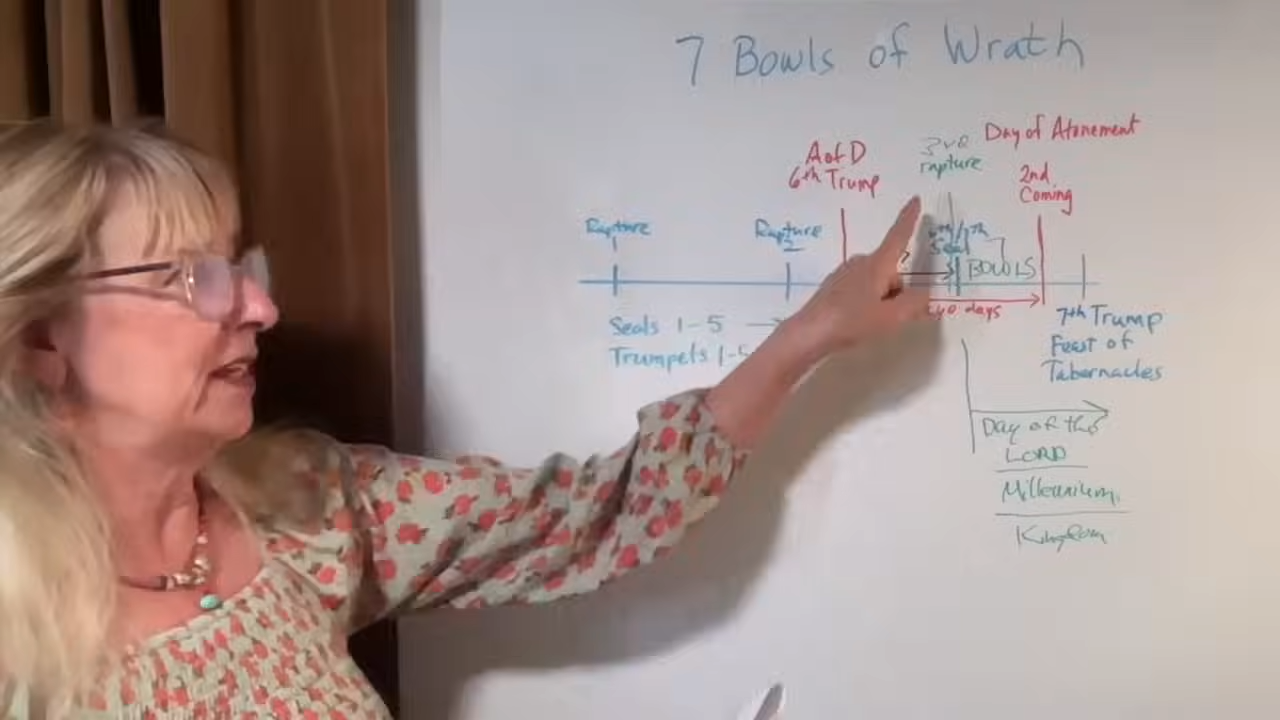 7 Bowls of Wrath
Day of Atonement
A of D
6th Trump
3rd
rapture
2nd
Coming
Rapture
Rapture
2
Seal
BOWLS
Seals 1-5
Trumpets 1-5
days
7th Trump
Feast of
Tabernacles
Day of the
LORD
Millennium
Kingdom